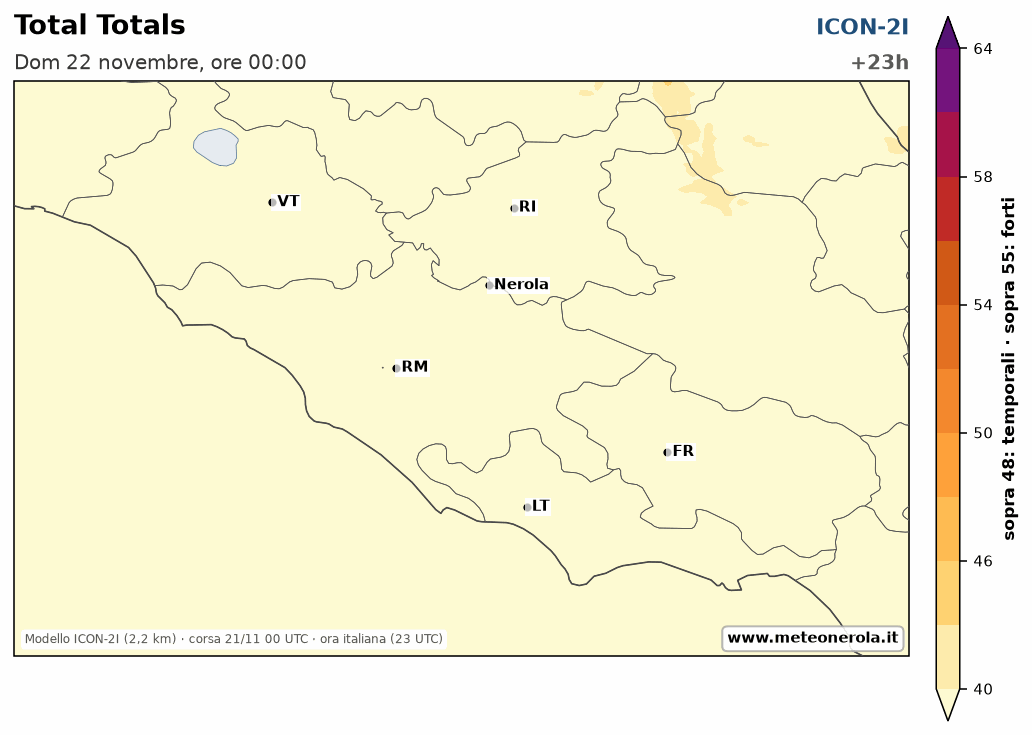 Total Totals
ICON-2I
Dom 22 novembre, ore 00:00
+23h
64
58
54
50
46
40
sopra 48: temporali · sopra 55: forti
VT
RI
Nerola
RM
FR
LT
Modello ICON-2I (2,2 km) · corsa 21/11 00 UTC · ora italiana (23 UTC)
www.meteonerola.it